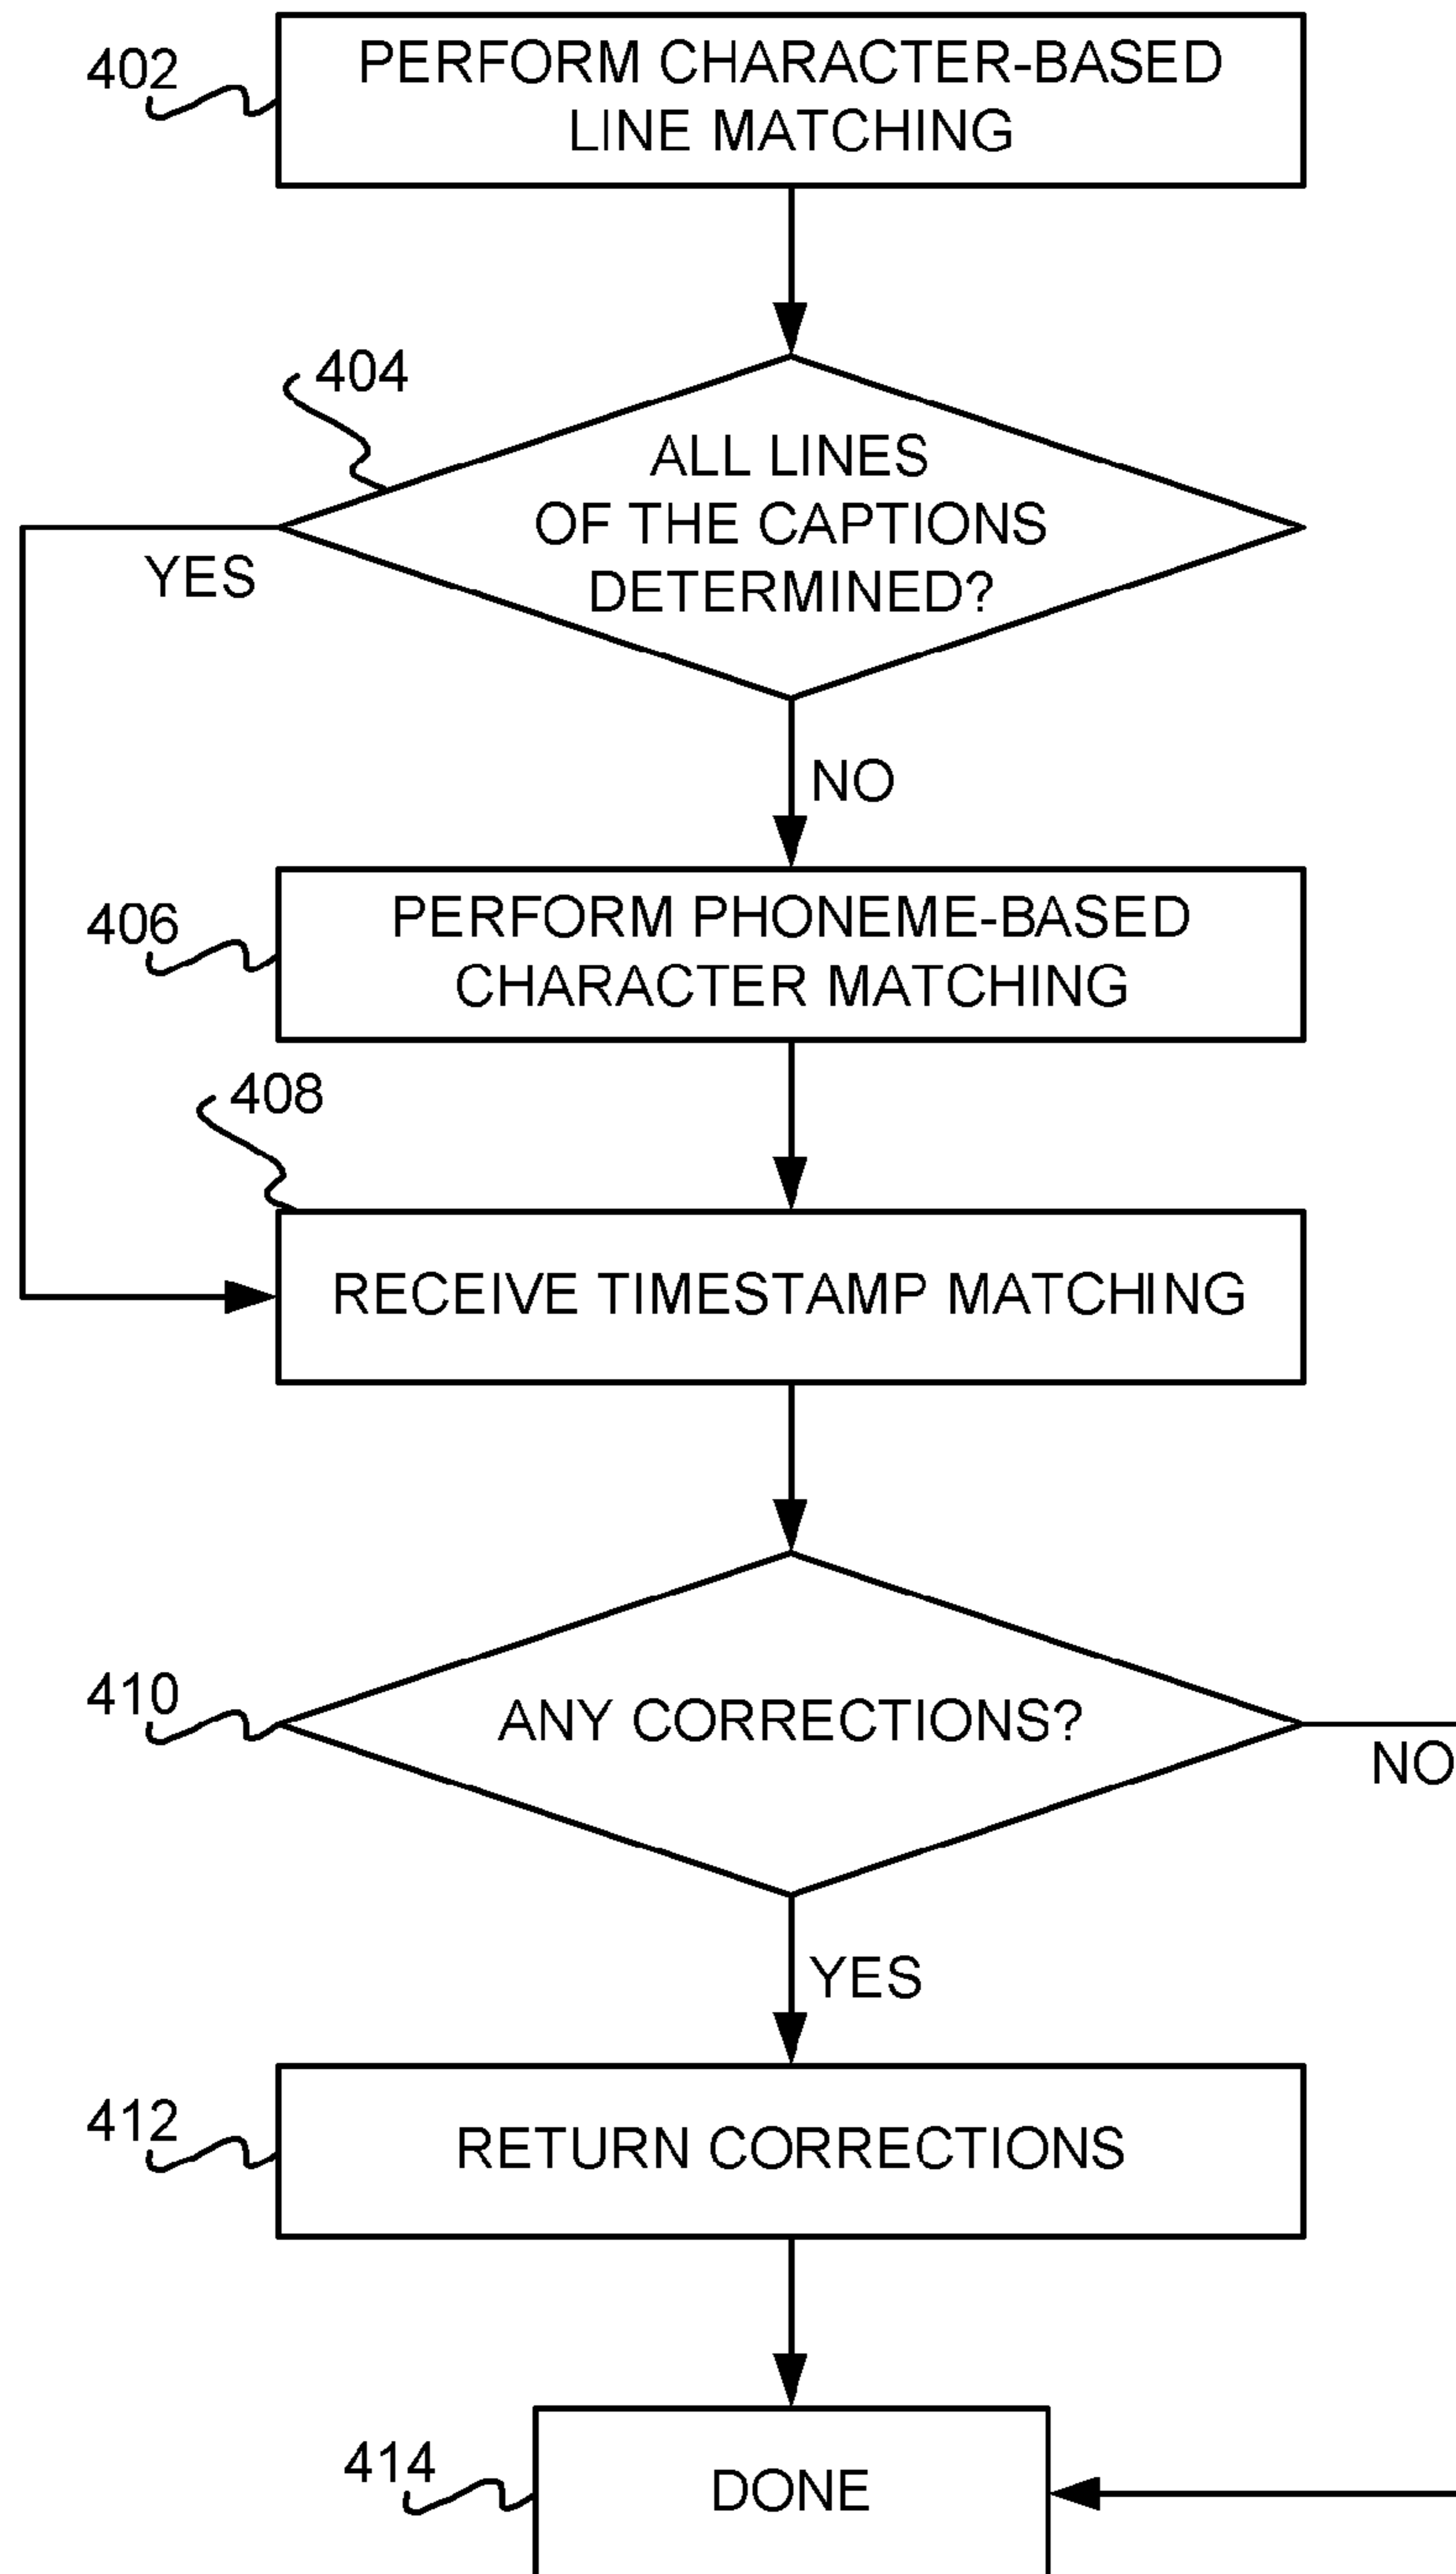 402
PERFORM CHARACTER-BASED
LINE MATCHING
404
ALL LINES
OF THE CAPTIONS
DETERMINED?
YES
NO
406
PERFORM PHONEME-BASED
CHARACTER MATCHING
408
RECEIVE TIMESTAMP MATCHING
410
ANY CORRECTIONS?
NO
YES
412
RETURN CORRECTIONS
414
DONE